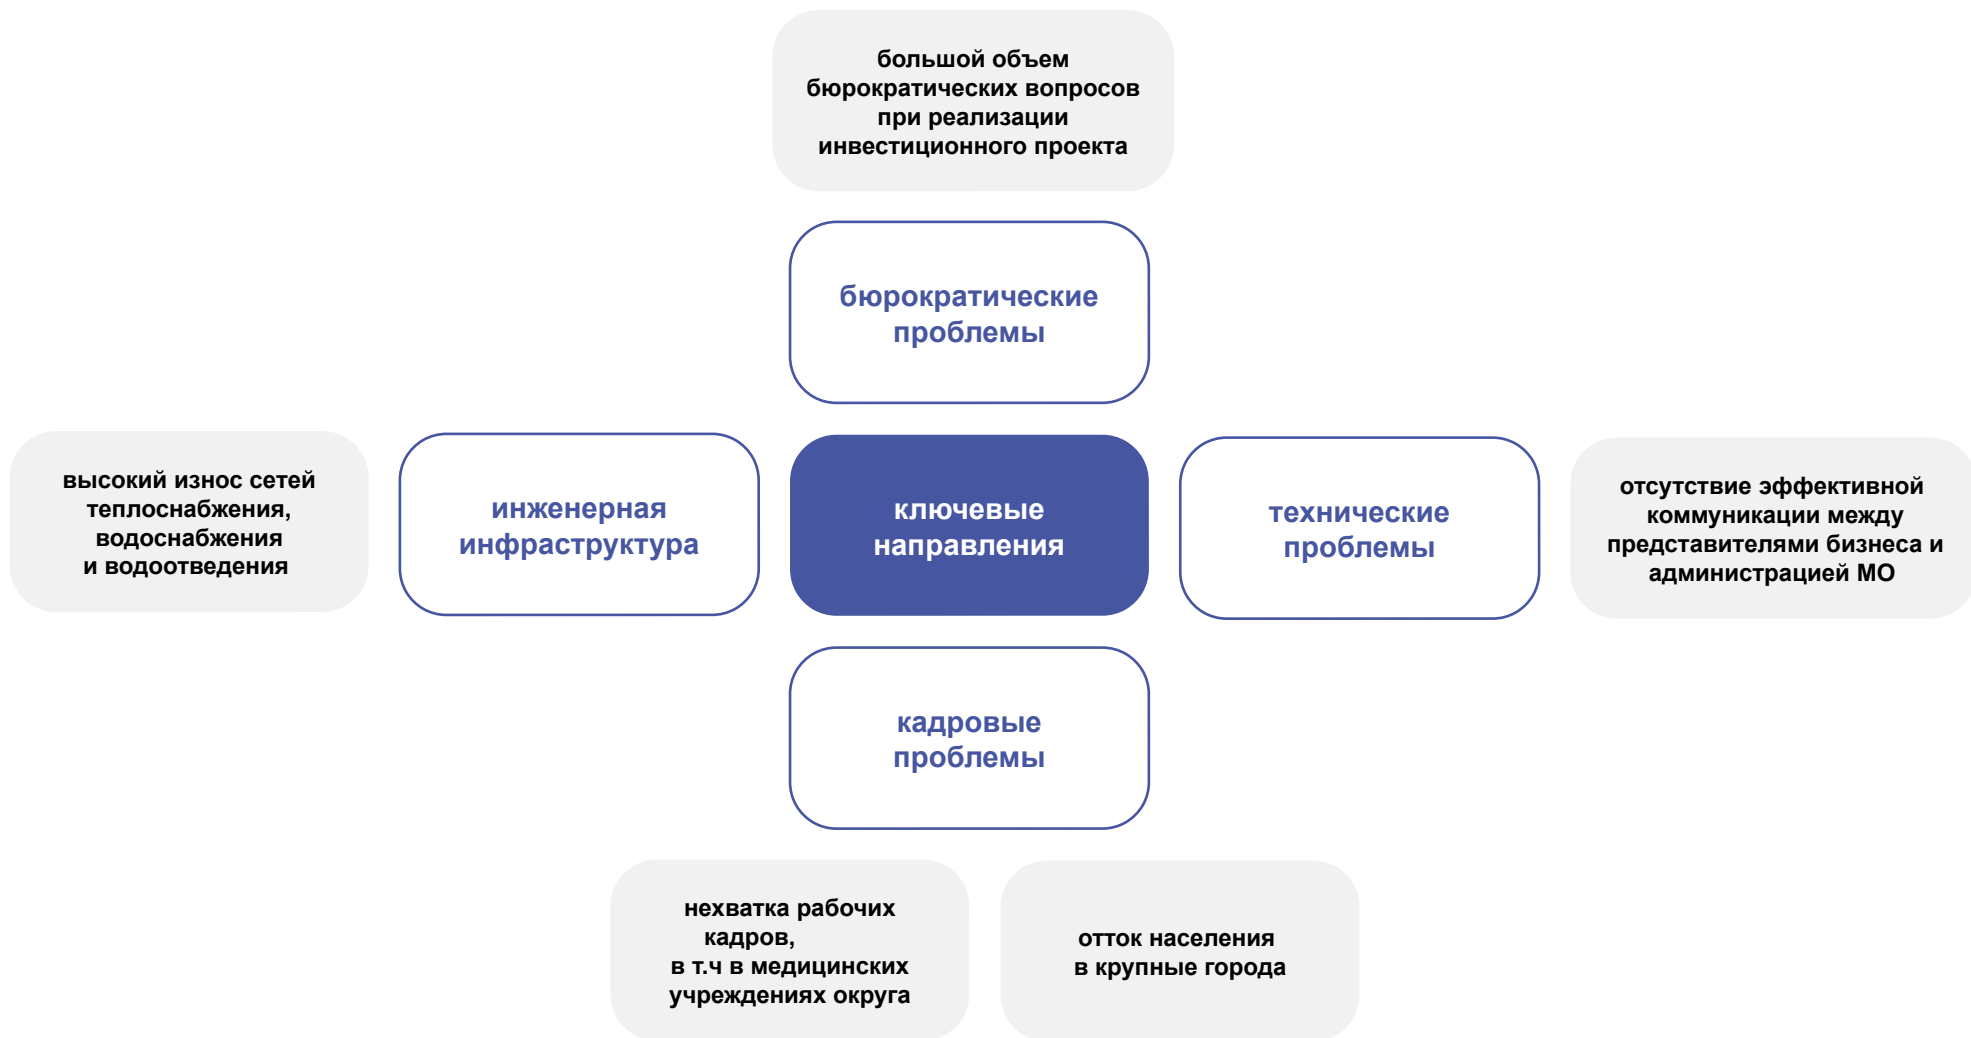 большой объем
бюрократических вопросов
при реализации
инвестиционного проекта
бюрократические
проблемы
высокий износ сетей
теплоснабжения,
водоснабжения
и водоотведения
инженерная
инфраструктура
ключевые
направления
технические
проблемы
отсутствие эффективной
коммуникации между
представителями бизнеса и
администрацией МО
кадровые
проблемы
нехватка рабочих
кадров,
в т.ч в медицинских
учреждениях округа
отток населения
в крупные города